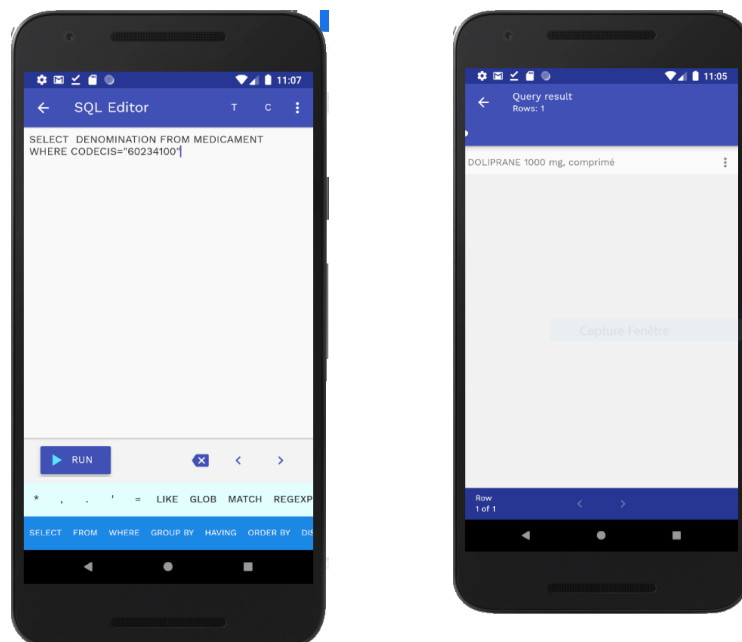 11:07
SQL Editor
T C
SELECT  DENOMINATION FROM MEDICAMENT
WHERE CODECIS="60234100"
RUN
* , . ' = LIKE GLOB MATCH REGEXP
SELECT FROM WHERE GROUP BY HAVING ORDER BY DIS
11:05
Query result
Rows: 1
DOLIPRANE 1000 mg, comprimé
Capture Fenêtre
Row
1 of 1